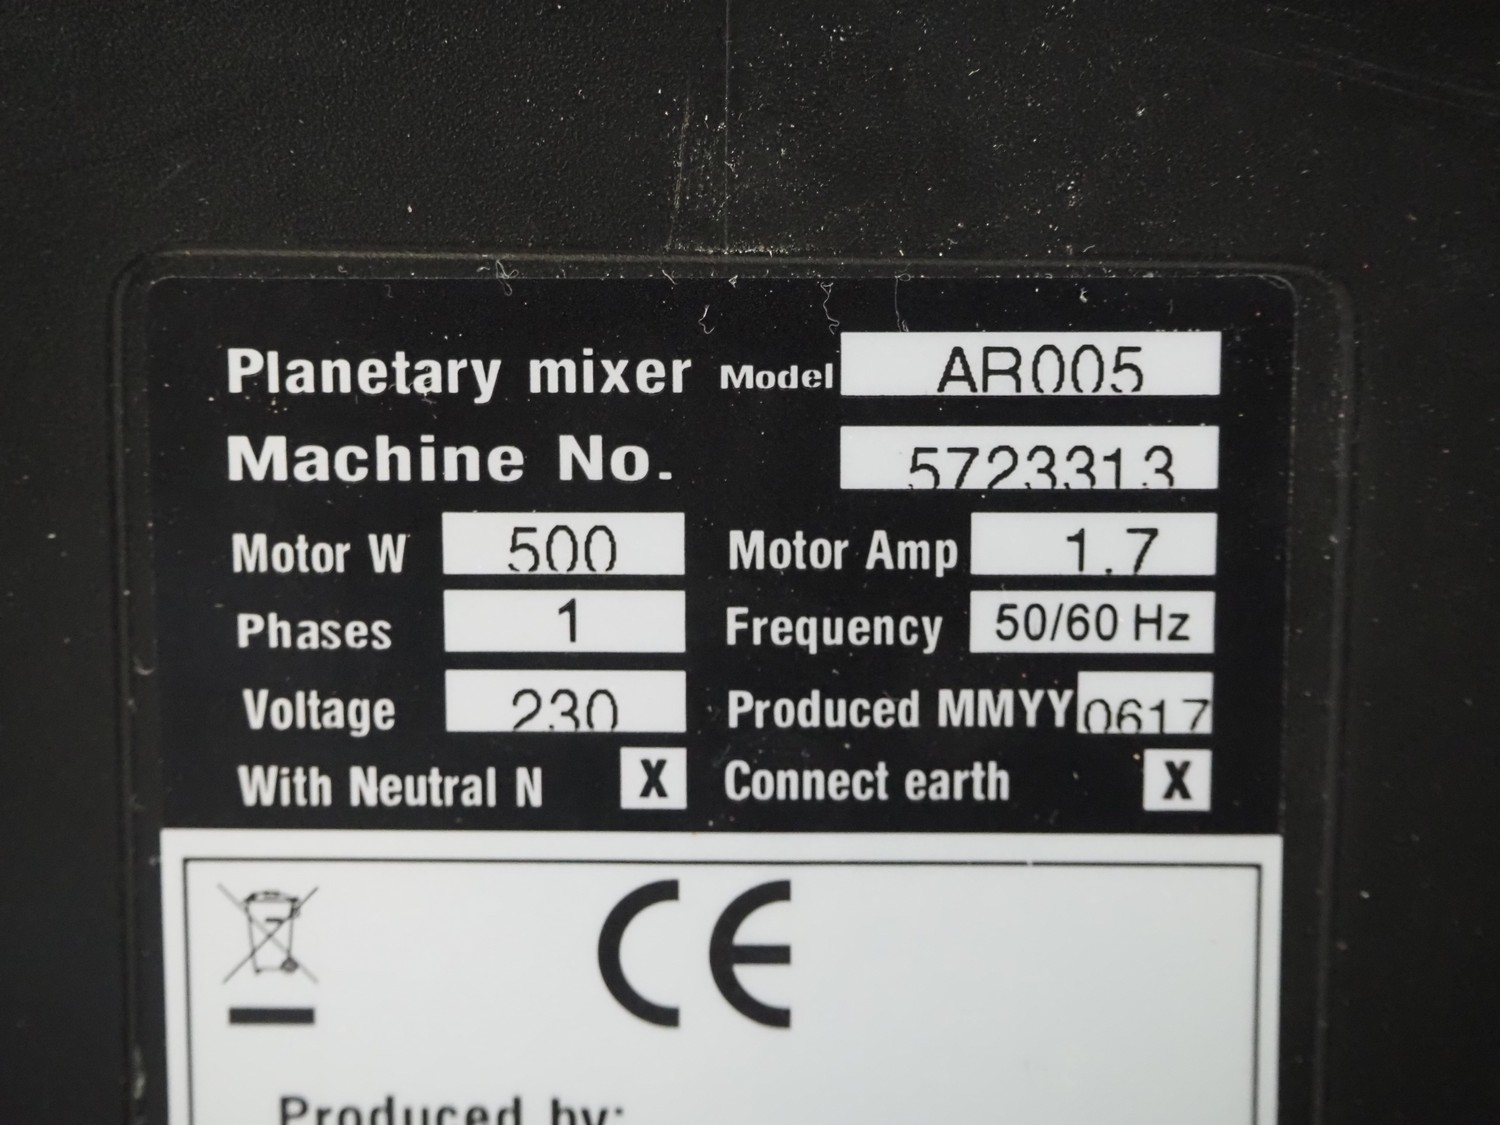 Planetary mixer Model AR005
Machine No. 5723313
Motor W 500 Motor Amp 1.7
Phases 1 Frequency 50/60 Hz
Voltage 230 Produced MMYY 0617
With Neutral N X Connect earth X
CE
Produced by: